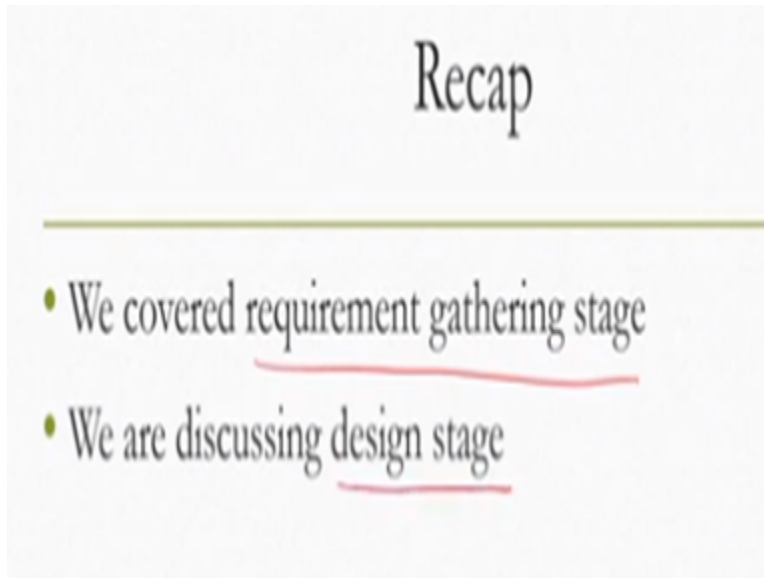 Recap
We covered requirement gathering stage
We are discussing design stage